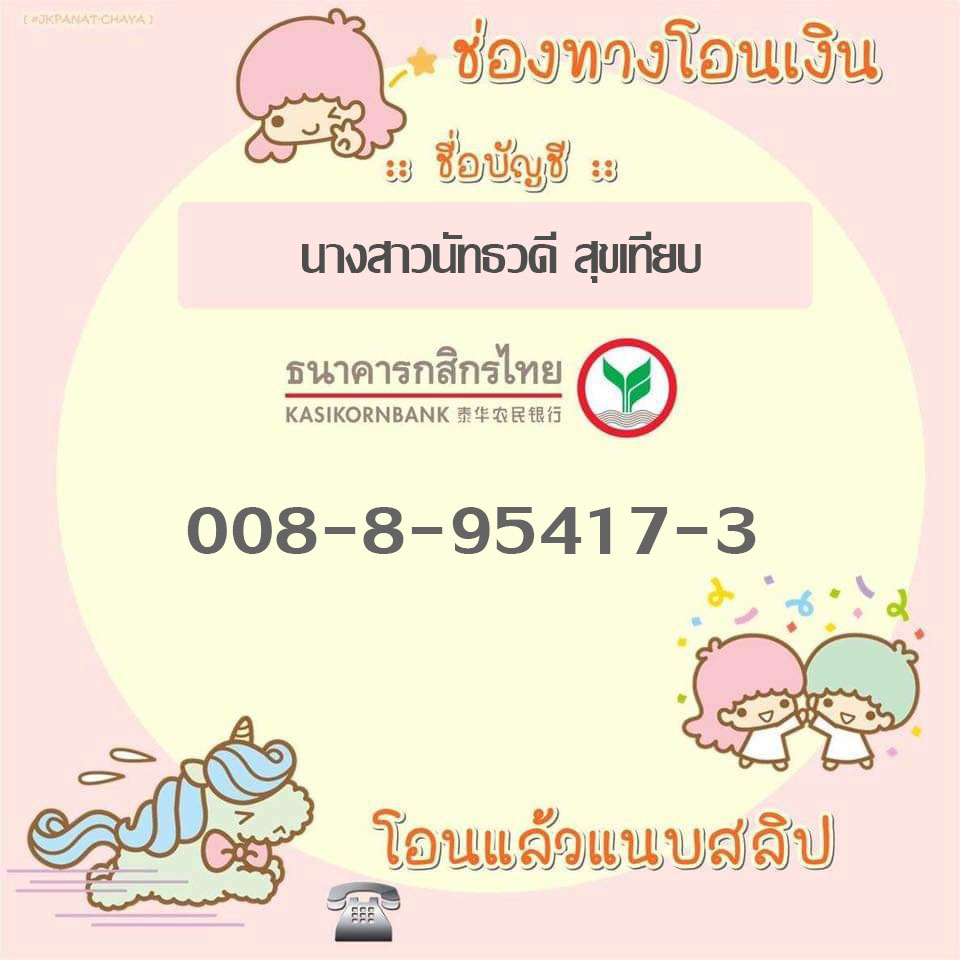 [ #JKPANAT·CHAYA ]
ช่องทางโอนเงิน
:: ชื่อบัญชี ::
นางสาวนัทธวดี สุขเทียบ
ธนาคารกสิกรไทย
KASIKORNBANK 泰华农民银行
008-8-95417-3
โอนแล้วแนบสลิป